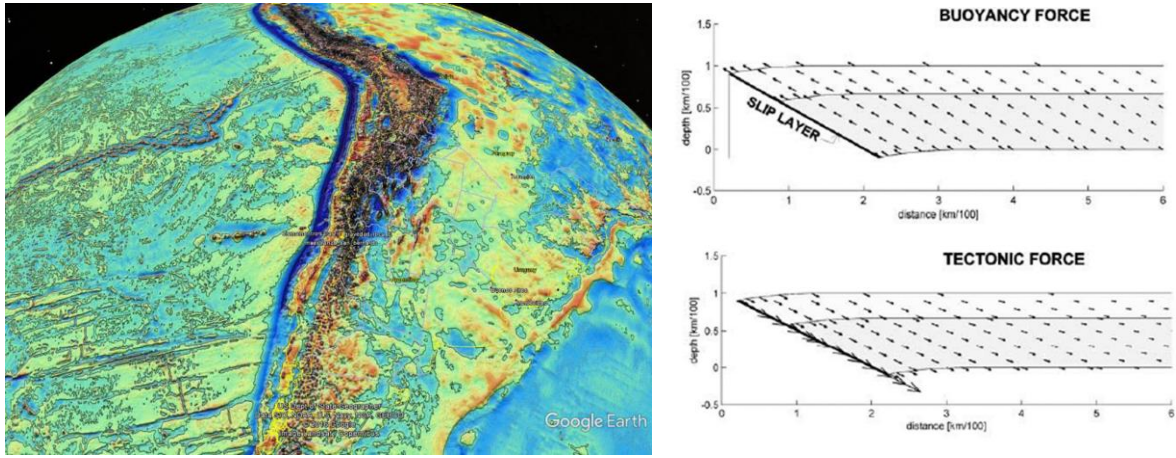 Uruguay
Google Earth
BUOYANCY FORCE
depth [km/100]
1.5
1
0.5
0
-0.5
SLIP LAYER
0
1
2
3
4
5
6
distance [km/100]
TECTONIC FORCE
depth [km/100]
1.5
1
0.5
0
-0.5
0
1
2
3
4
5
6
distance [km/100]